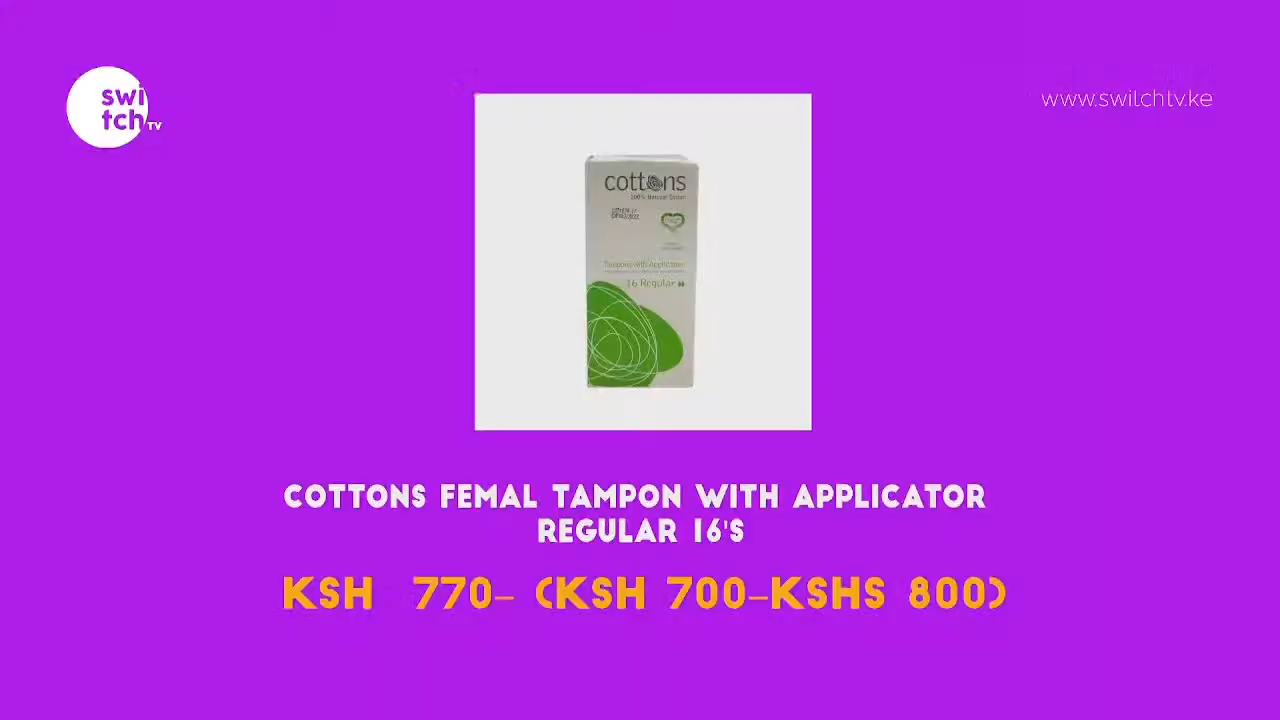 swi
tch TV
www.switchtv.ke
cottons
100% Natural Cotton
Tampons with Applicator
16 Regular
COTTONS FEMAL TAMPON WITH APPLICATOR
REGULAR 16'S
KSH 770- (KSH 700-KSHS 800)